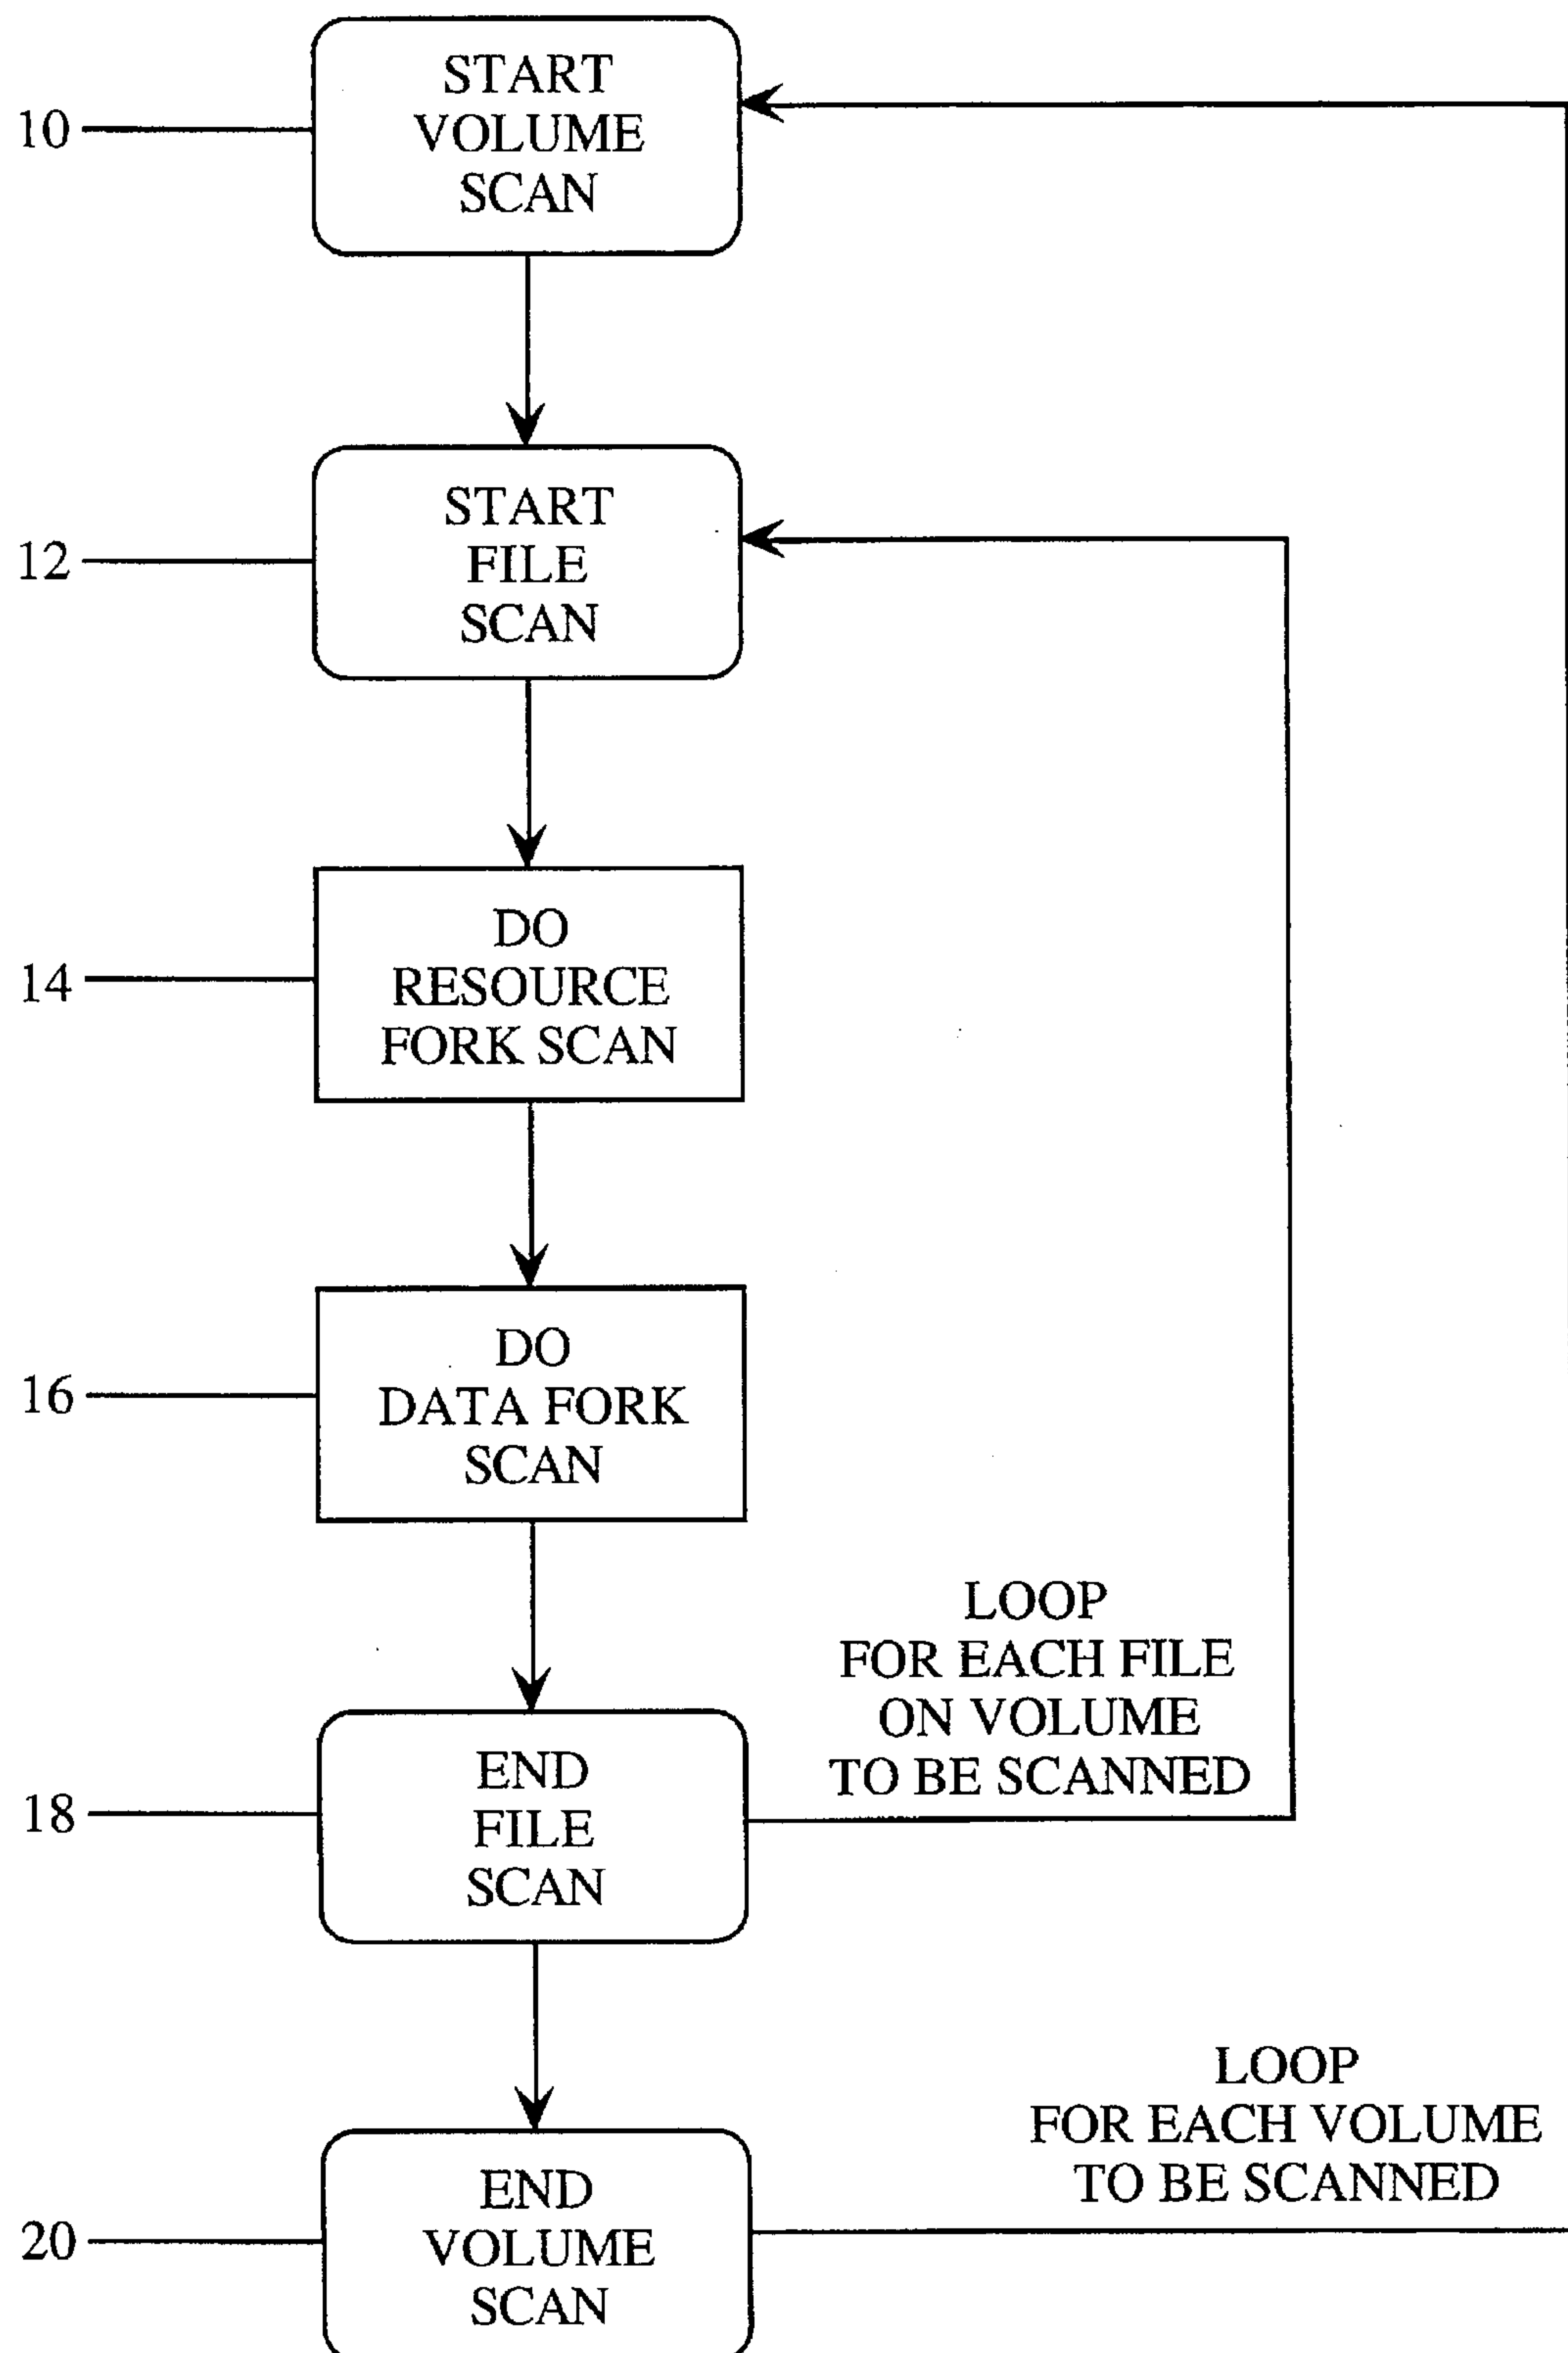 START
VOLUME
SCAN
10
START
FILE
SCAN
12
DO
RESOURCE
FORK SCAN
14
DO
DATA FORK
SCAN
16
LOOP
FOR EACH FILE
ON VOLUME
TO BE SCANNED
END
FILE
SCAN
18
LOOP
FOR EACH VOLUME
TO BE SCANNED
END
VOLUME
SCAN
20